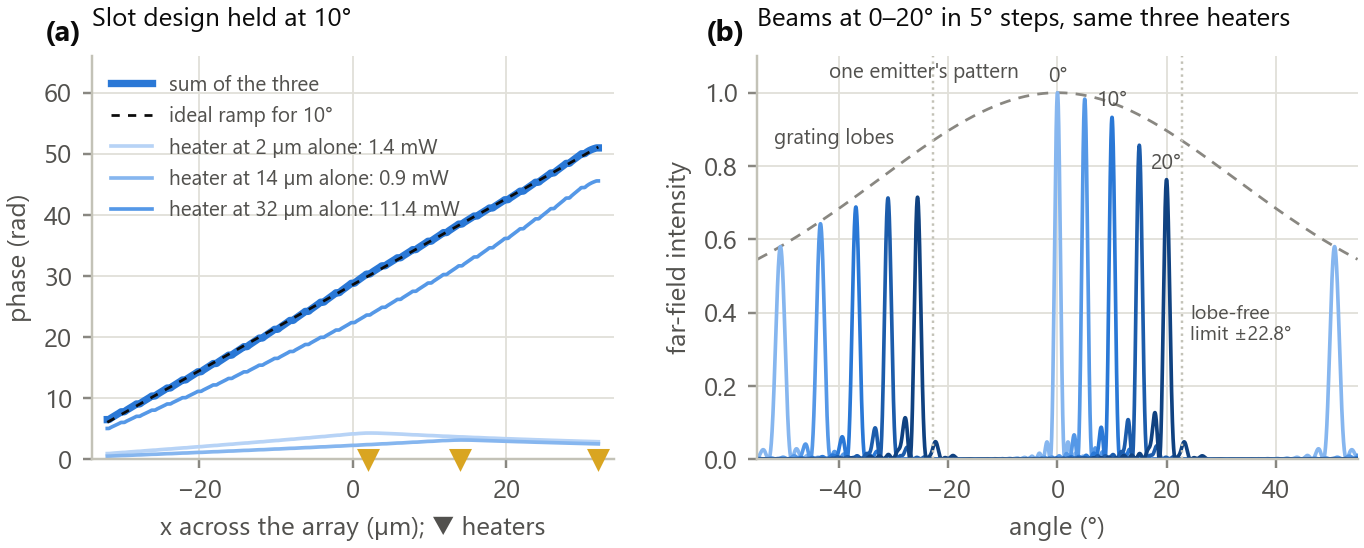 (a) Slot design held at 10°
sum of the three
ideal ramp for 10°
heater at 2 µm alone: 1.4 mW
heater at 14 µm alone: 0.9 mW
heater at 32 µm alone: 11.4 mW
phase (rad)
60
50
40
30
20
10
0
−20
0
20
x across the array (µm); ▼ heaters
(b) Beams at 0–20° in 5° steps, same three heaters
one emitter's pattern
0°
10°
20°
grating lobes
lobe-free
limit ±22.8°
far-field intensity
1.0
0.8
0.6
0.4
0.2
0.0
−40
−20
0
20
40
angle (°)